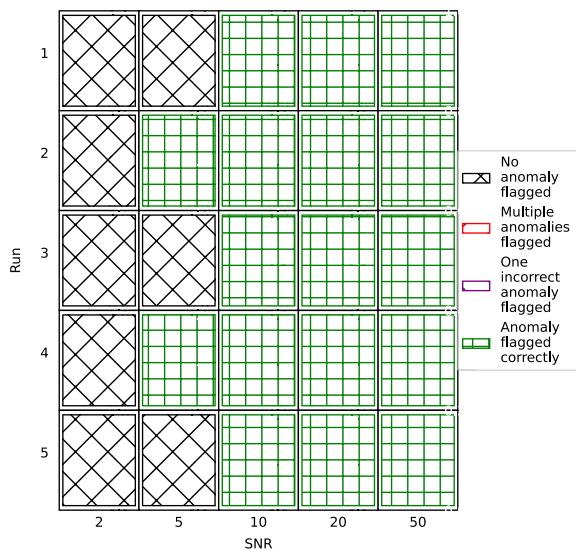 1
2
3
4
5
Run
2 5 10 20 50
SNR
No
anomaly
flagged
Multiple
anomalies
flagged
One
incorrect
anomaly
flagged
Anomaly
flagged
correctly